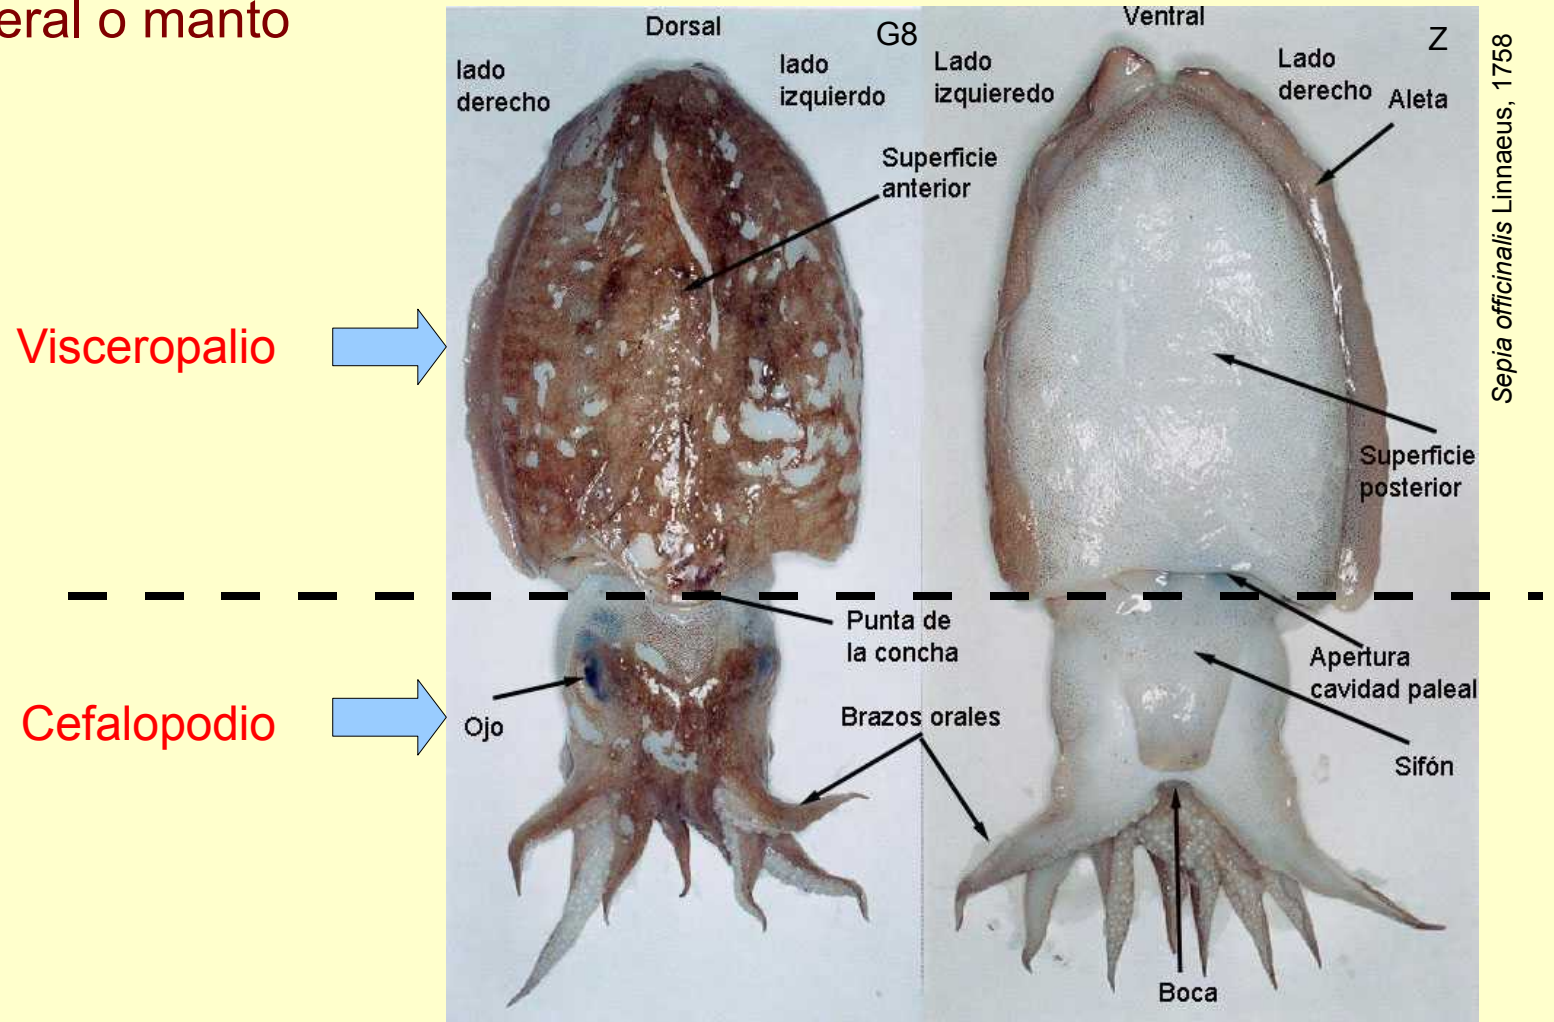 eral o manto
Dorsal
G8
lado
derecho
lado
izquierdo
Superficie
anterior
Visceropalio
Punta de
la concha
Cefalopodio
Ojo
Brazos orales
Ventral
Z
Lado
izquieredo
Lado
derecho
Aleta
Superficie
posterior
Apertura
cavidad paleal
Sifón
Boca
Sepia officinalis Linnaeus, 1758